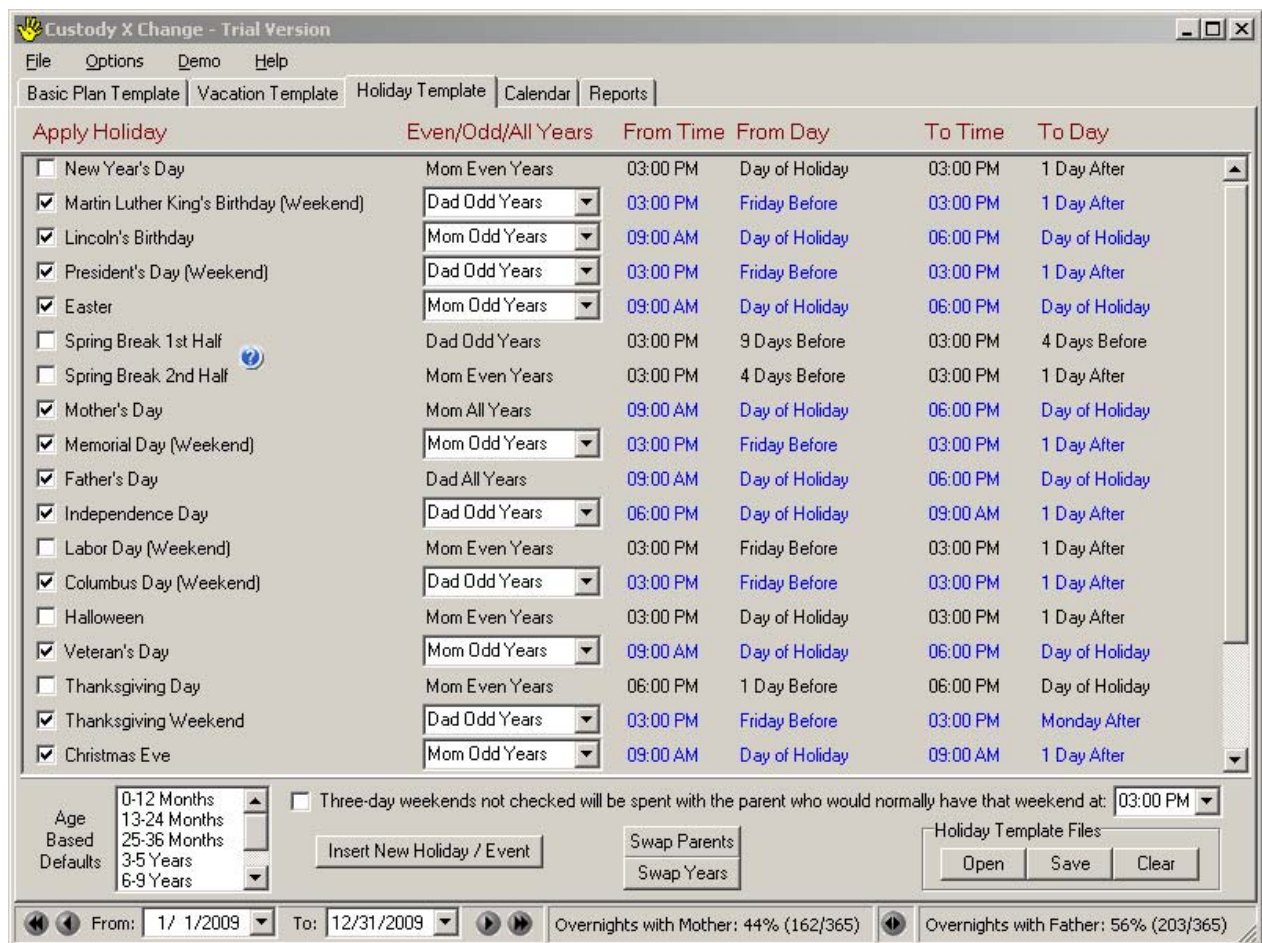 Custody X Change - Trial Version
File Options Demo Help
Basic Plan Template Vacation Template Holiday Template Calendar Reports
Apply Holiday Even/Odd/All Years From Time From Day To Time To Day
New Year's Day Mom Even Years 03:00 PM Day of Holiday 03:00 PM 1 Day After
Martin Luther King's Birthday (Weekend) Dad Odd Years 03:00 PM Friday Before 03:00 PM 1 Day After
Lincoln's Birthday Mom Odd Years 09:00 AM Day of Holiday 06:00 PM Day of Holiday
President's Day (Weekend) Dad Odd Years 03:00 PM Friday Before 03:00 PM 1 Day After
Easter Mom Odd Years 09:00 AM Day of Holiday 06:00 PM Day of Holiday
Spring Break 1st Half Dad Odd Years 03:00 PM 9 Days Before 03:00 PM 4 Days Before
Spring Break 2nd Half Mom Even Years 03:00 PM 4 Days Before 03:00 PM 1 Day After
Mother's Day Mom All Years 09:00 AM Day of Holiday 06:00 PM Day of Holiday
Memorial Day (Weekend) Mom Odd Years 03:00 PM Friday Before 03:00 PM 1 Day After
Father's Day Dad All Years 09:00 AM Day of Holiday 06:00 PM Day of Holiday
Independence Day Dad Odd Years 06:00 PM Day of Holiday 09:00 AM 1 Day After
Labor Day (Weekend) Mom Even Years 03:00 PM Friday Before 03:00 PM 1 Day After
Columbus Day (Weekend) Dad Odd Years 03:00 PM Friday Before 03:00 PM 1 Day After
Halloween Mom Even Years 03:00 PM Day of Holiday 03:00 PM 1 Day After
Veteran's Day Mom Odd Years 09:00 AM Day of Holiday 06:00 PM Day of Holiday
Thanksgiving Day Mom Even Years 06:00 PM 1 Day Before 06:00 PM Day of Holiday
Thanksgiving Weekend Dad Odd Years 03:00 PM Friday Before 03:00 PM Monday After
Christmas Eve Mom Odd Years 09:00 AM Day of Holiday 09:00 AM 1 Day After
Age
Based
Defaults
0-12 Months
13-24 Months
25-36 Months
3-5 Years
6-9 Years
Three-day weekends not checked will be spent with the parent who would normally have that weekend at: 03:00 PM
Insert New Holiday / Event
Swap Parents
Swap Years
Holiday Template Files
Open Save Clear
From: 1/ 1/2009 To: 12/31/2009 Overnights with Mother: 44% (162/365) Overnights with Father: 56% (203/365)